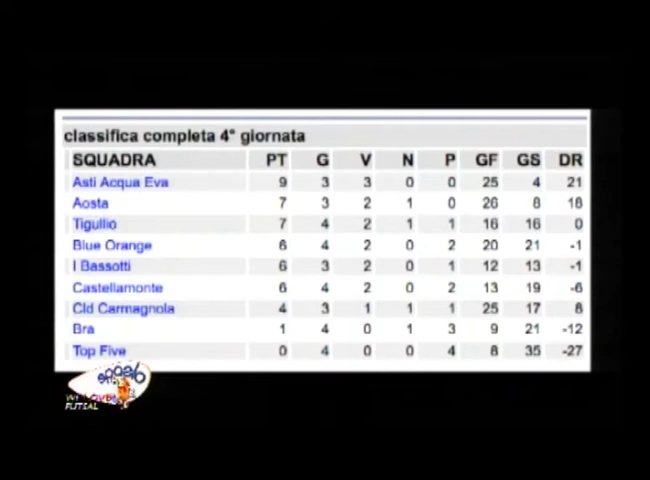 classifica completa 4° giornata
SQUADRA PT G V N P GF GS DR
Asti Acqua Eva 9 3 3 0 0 25 4 21
Aosta 7 3 2 1 0 26 8 18
Tigullio 7 4 2 1 1 16 16 0
Blue Orange 6 4 2 0 2 20 21 -1
I Bassotti 6 3 2 0 1 12 13 -1
Castellamonte 6 4 2 0 2 13 19 -6
Cld Carmagnola 4 3 1 1 1 25 17 8
Bra 1 4 0 1 3 9 21 -12
Top Five 0 4 0 0 4 8 35 -27
FUTSAL